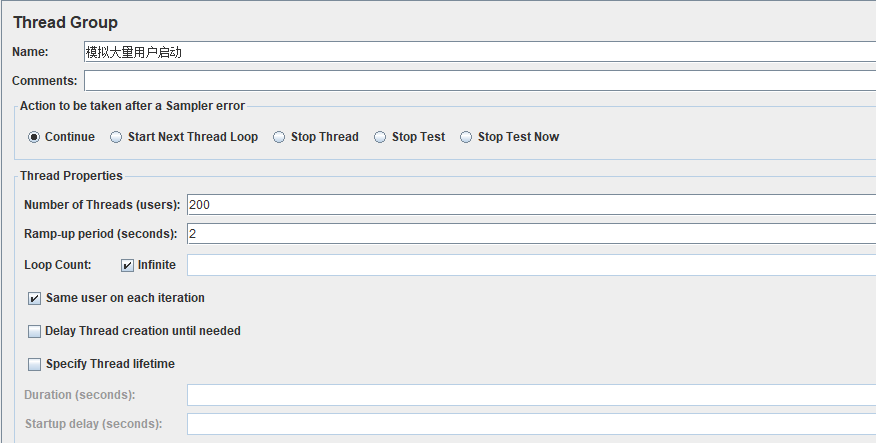 Thread Group
Name: 模拟大量用户启动
Comments:
Action to be taken after a Sampler error
Continue Start Next Thread Loop Stop Thread Stop Test Stop Test Now
Thread Properties
Number of Threads (users): 200
Ramp-up period (seconds): 2
Loop Count: Infinite
Same user on each iteration
Delay Thread creation until needed
Specify Thread lifetime
Duration (seconds):
Startup delay (seconds):